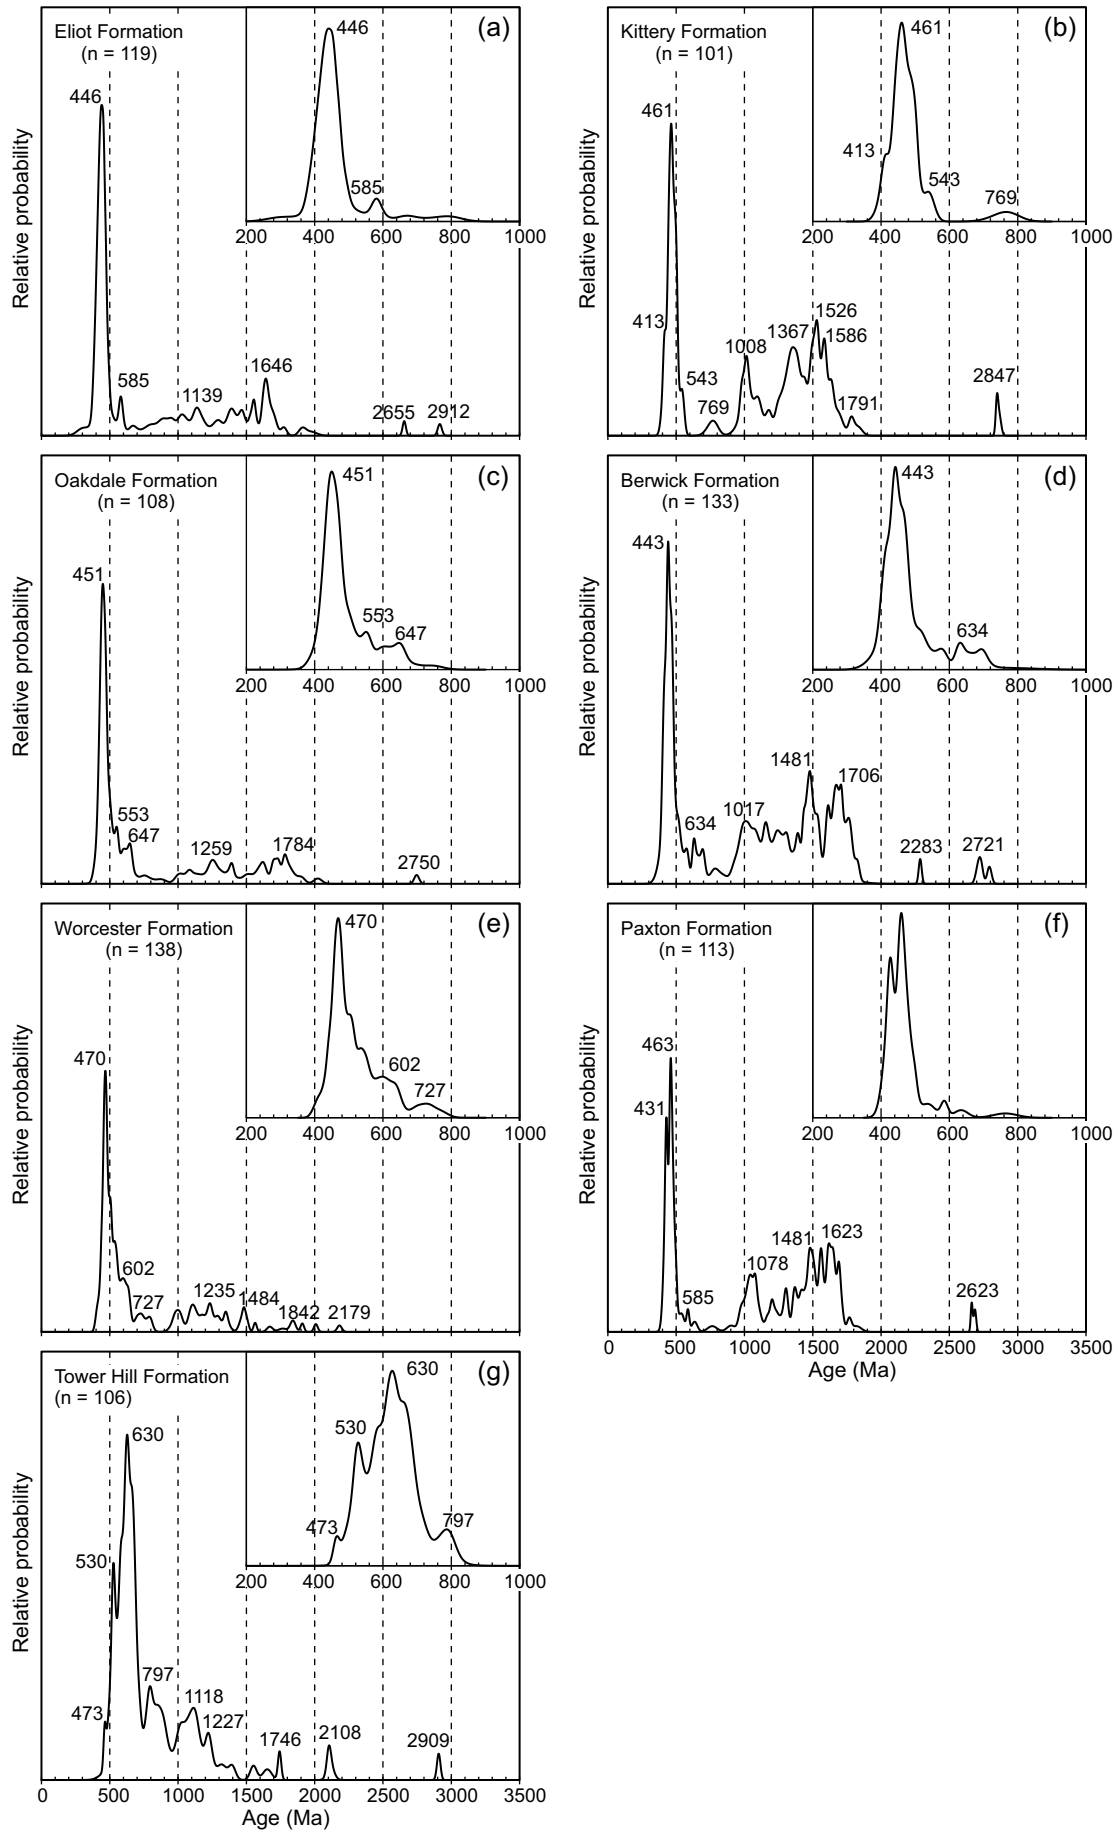 Eliot Formation
(n = 119)
(a)
446
446
585
585
1139
1646
2655
2912
200 400 600 800 1000
Relative probability
Kittery Formation
(n = 101)
(b)
461
461
413
543
769
413
543
769
1008
1367
1526
1586
1791
2847
200 400 600 800 1000
Relative probability
Oakdale Formation
(n = 108)
(c)
451
451
553
647
553
647
1259
1784
2750
200 400 600 800 1000
Relative probability
Berwick Formation
(n = 133)
(d)
443
443
634
634
1017
1481
1706
2283
2721
200 400 600 800 1000
Relative probability
Worcester Formation
(n = 138)
(e)
470
470
602
727
602
727
1235
1484
1842
2179
200 400 600 800 1000
Relative probability
Paxton Formation
(n = 113)
(f)
463
431
585
1078
1481
1623
2623
200 400 600 800 1000
Relative probability
0 500 1000 1500 2000 2500 3000 3500
Age (Ma)
Tower Hill Formation
(n = 106)
(g)
630
530
473
797
630
530
473
797
1118
1227
1746
2108
2909
200 400 600 800 1000
Relative probability
0 500 1000 1500 2000 2500 3000 3500
Age (Ma)